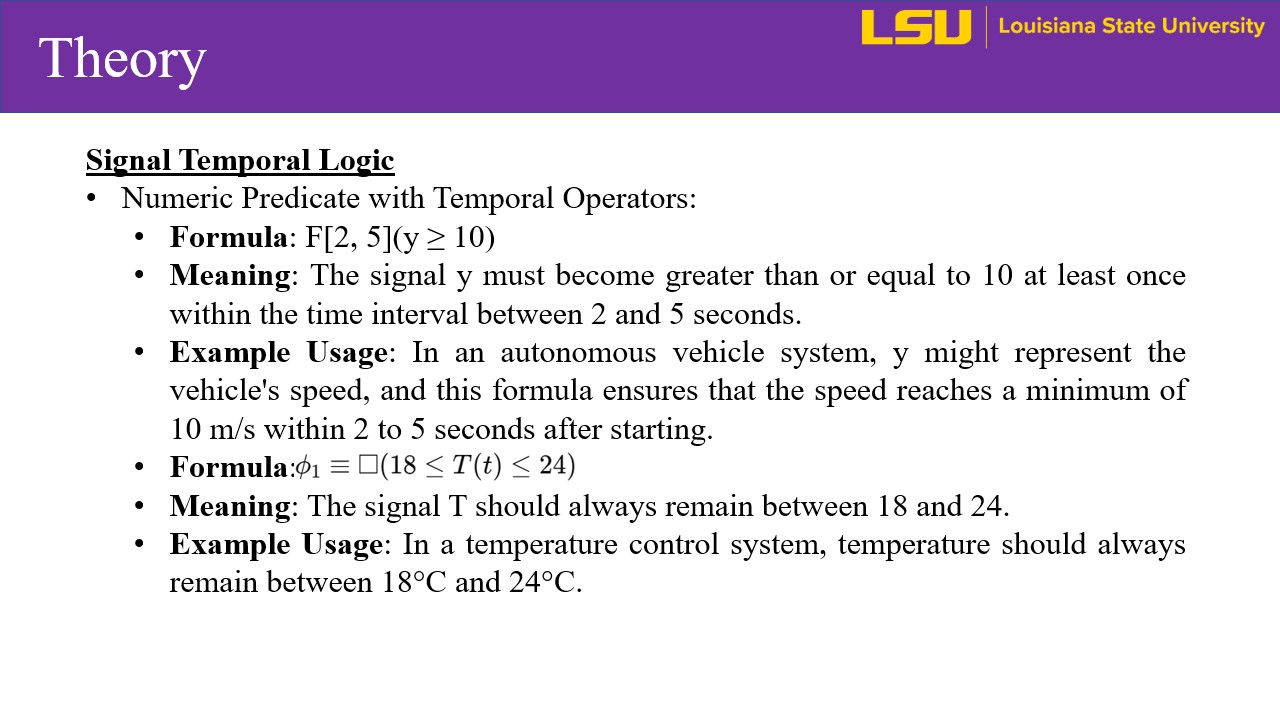 Theory
LSU
Louisiana State University
Signal Temporal Logic
• Numeric Predicate with Temporal Operators:
• Formula: F[2, 5](y ≥ 10)
• Meaning: The signal y must become greater than or equal to 10 at least once
within the time interval between 2 and 5 seconds.
• Example Usage: In an autonomous vehicle system, y might represent the
vehicle's speed, and this formula ensures that the speed reaches a minimum of
10 m/s within 2 to 5 seconds after starting.
• Formula: ϕ₁ ≡ □(18 ≤ T(t) ≤ 24)
• Meaning: The signal T should always remain between 18 and 24.
• Example Usage: In a temperature control system, temperature should always
remain between 18°C and 24°C.